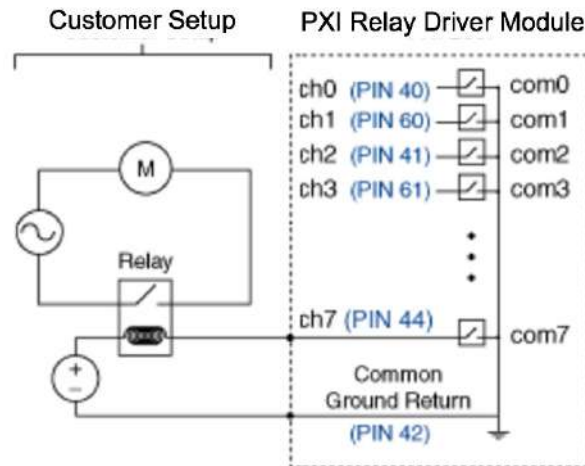 Customer Setup
PXI Relay Driver Module
ch0 (PIN 40) com0
ch1 (PIN 60) com1
ch2 (PIN 41) com2
ch3 (PIN 61) com3
M
Relay
ch7 (PIN 44) com7
+
−
Common
Ground Return
(PIN 42)